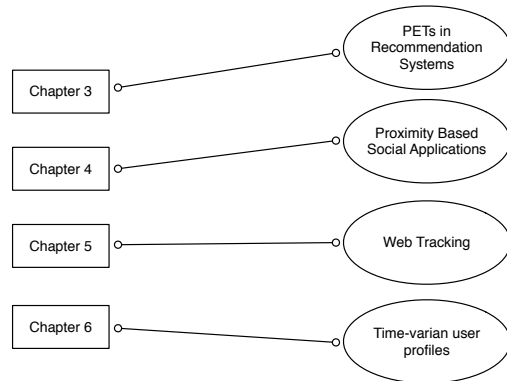 PETs in
Recommendation
Systems
Chapter 3
Proximity Based
Social Applications
Chapter 4
Chapter 5
Web Tracking
Chapter 6
Time-varian user
profiles